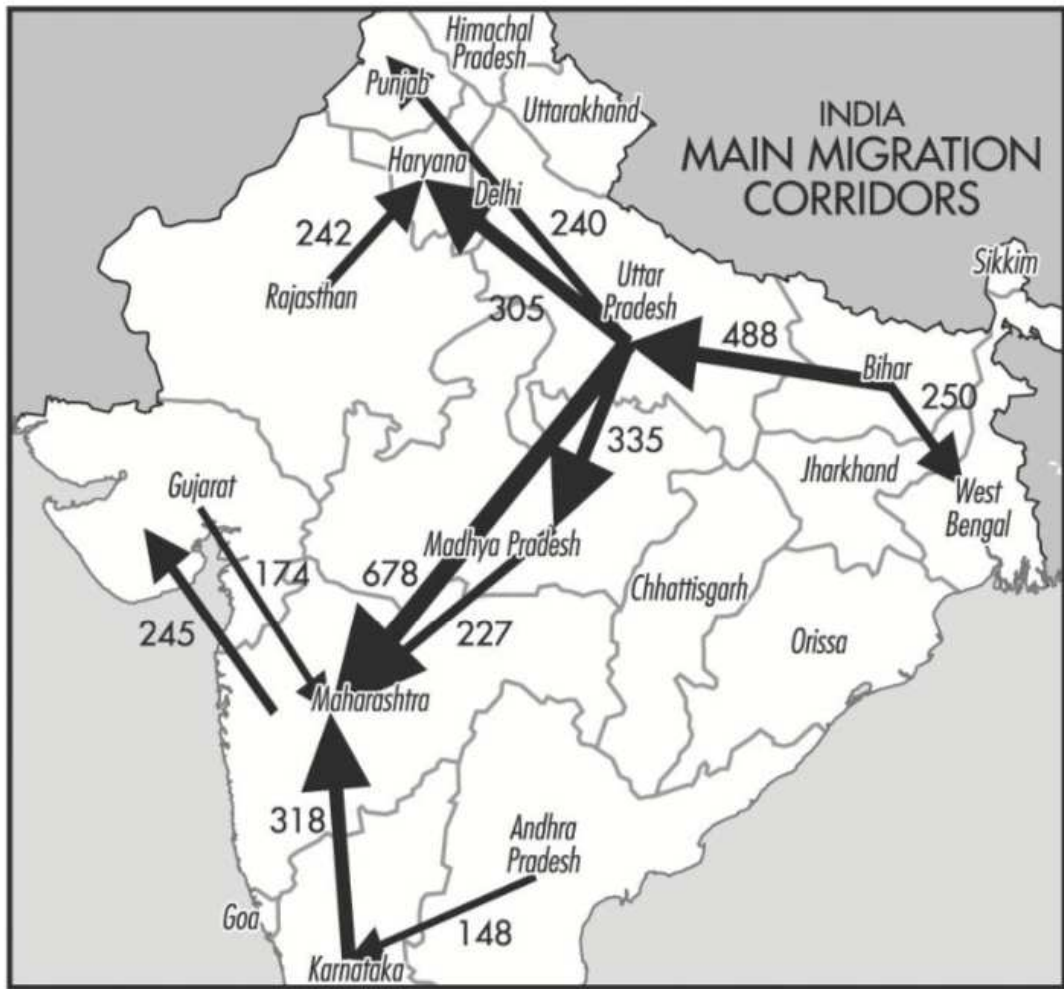 Himachal
Pradesh
Punjab
Uttarakhand
INDIA
MAIN MIGRATION
CORRIDORS
Haryana
Delhi
242
240
Sikkim
Rajasthan
Uttar
Pradesh
305
488
Bihar
250
335
Jharkhand
West
Bengal
Gujarat
Madhya Pradesh
174
678
Chhattisgarh
245
227
Orissa
Maharashtra
318
Andhra
Pradesh
Goa
148
Karnataka